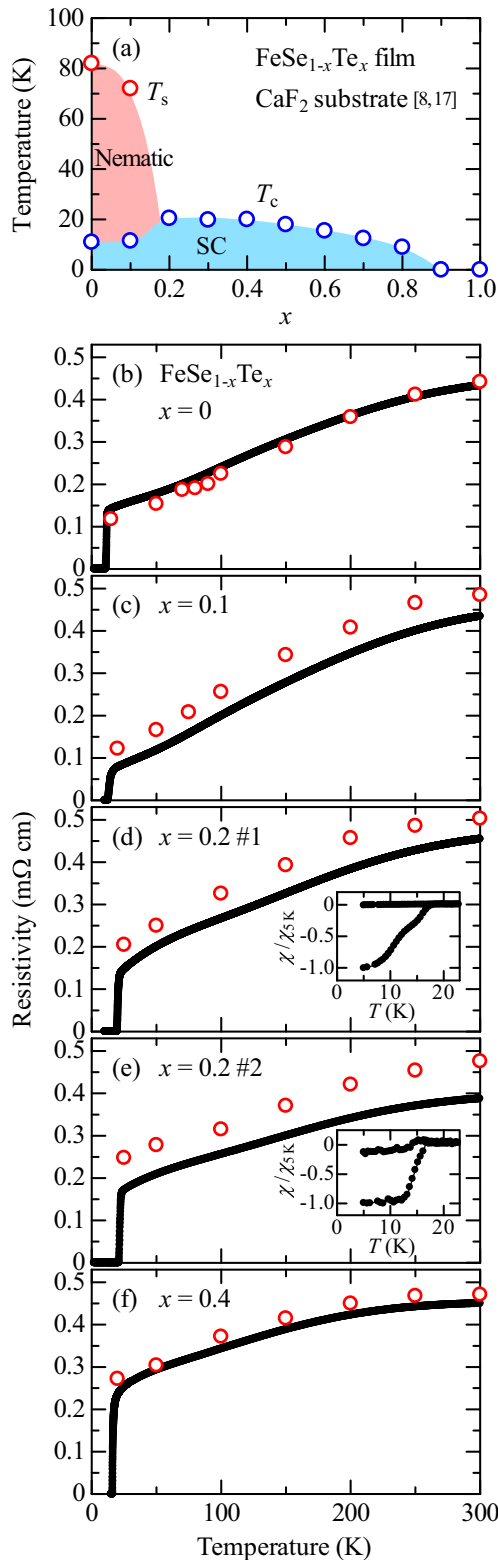 (a) FeSe1-xTex film
CaF2 substrate [8,17]
Ts
Nematic
Tc
SC
Temperature (K)
100
80
60
40
20
0
0 0.2 0.4 0.6 0.8 1.0
x
(b) FeSe1-xTex
x = 0
0.5
0.4
0.3
0.2
0.1
0
(c) x = 0.1
0.5
0.4
0.3
0.2
0.1
0
Resistivity (mΩ cm)
(d) x = 0.2 #1
0.5
0.4
0.3
0.2
0.1
0
χ/χ5 K
0
-0.5
-1.0
10 20
T (K)
(e) x = 0.2 #2
0.5
0.4
0.3
0.2
0.1
0
χ/χ5 K
0
-0.5
-1.0
10 20
T (K)
(f) x = 0.4
0.5
0.4
0.3
0.2
0.1
0
0 100 200 300
Temperature (K)